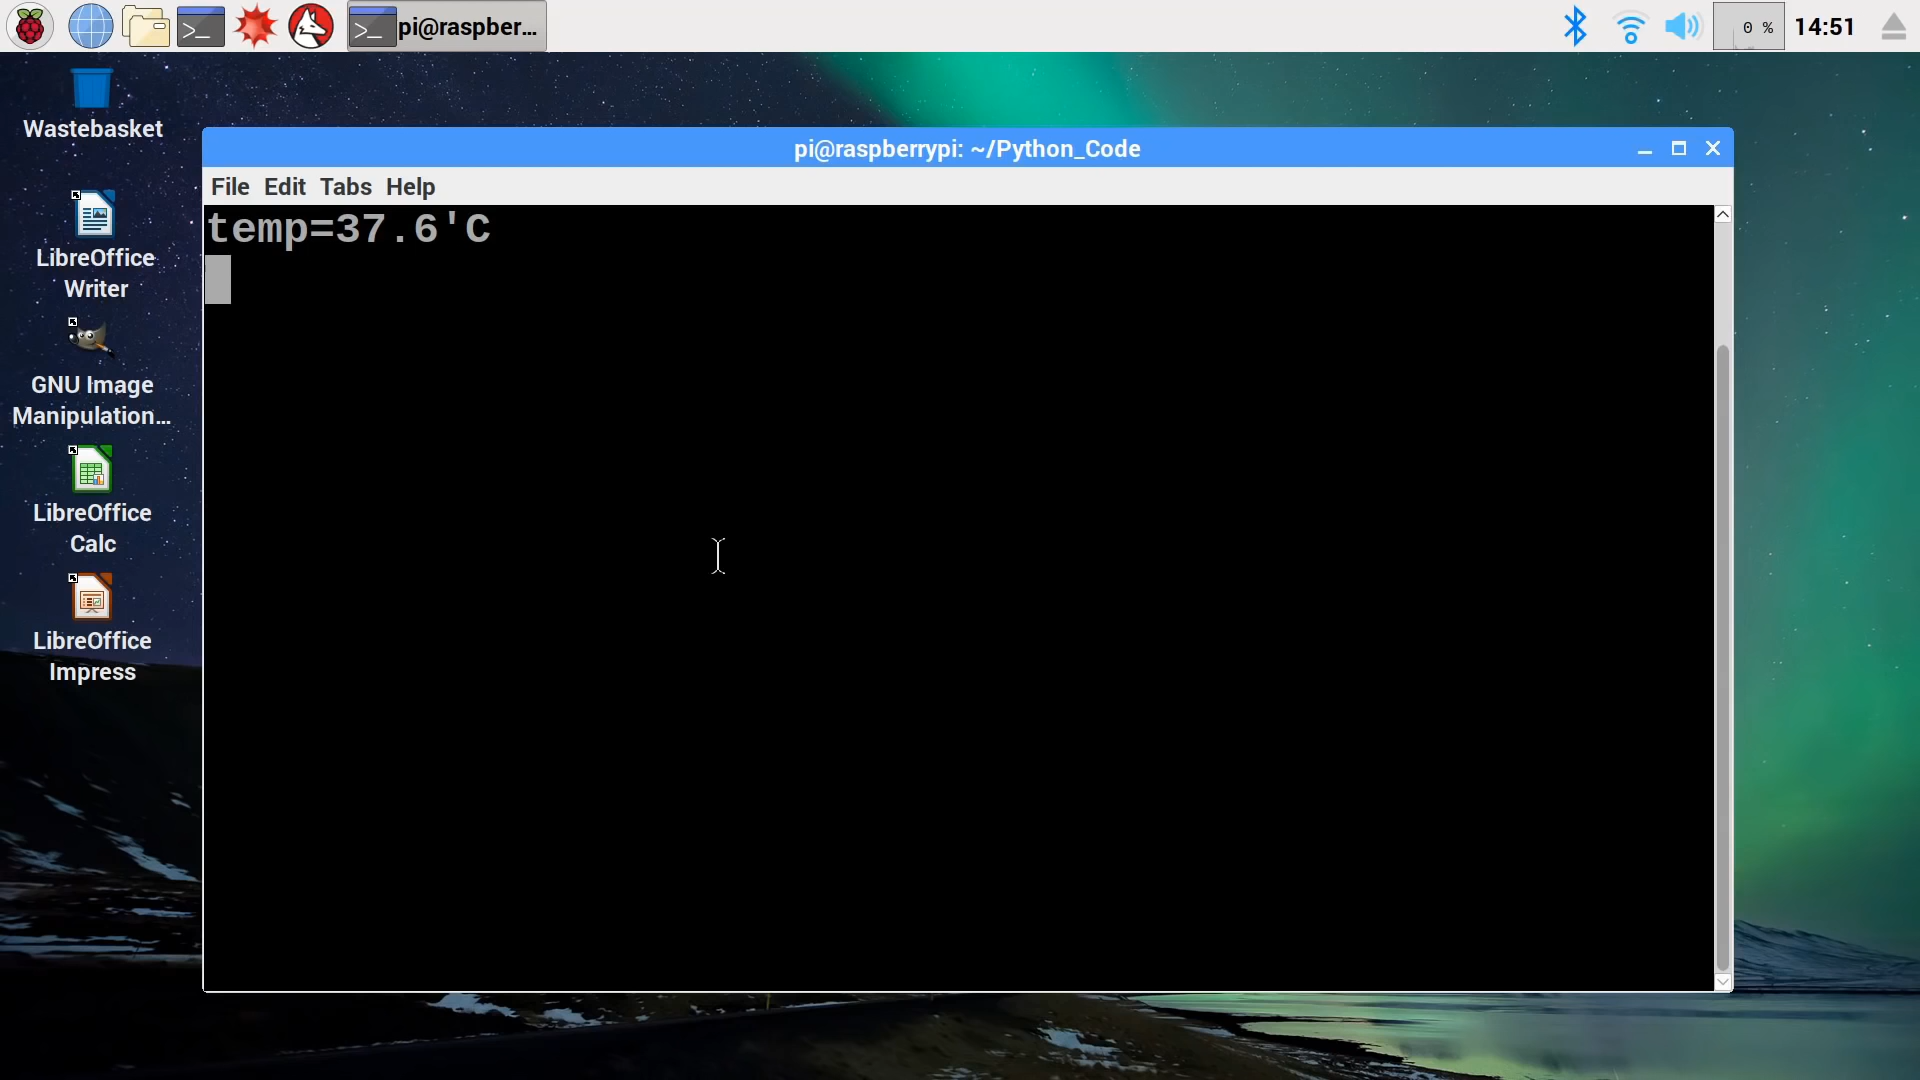 pi@raspber...
0 %
14:51
Wastebasket
LibreOffice
Writer
GNU Image
Manipulation...
LibreOffice
Calc
LibreOffice
Impress
pi@raspberrypi: ~/Python_Code
File Edit Tabs Help
temp=37.6'C